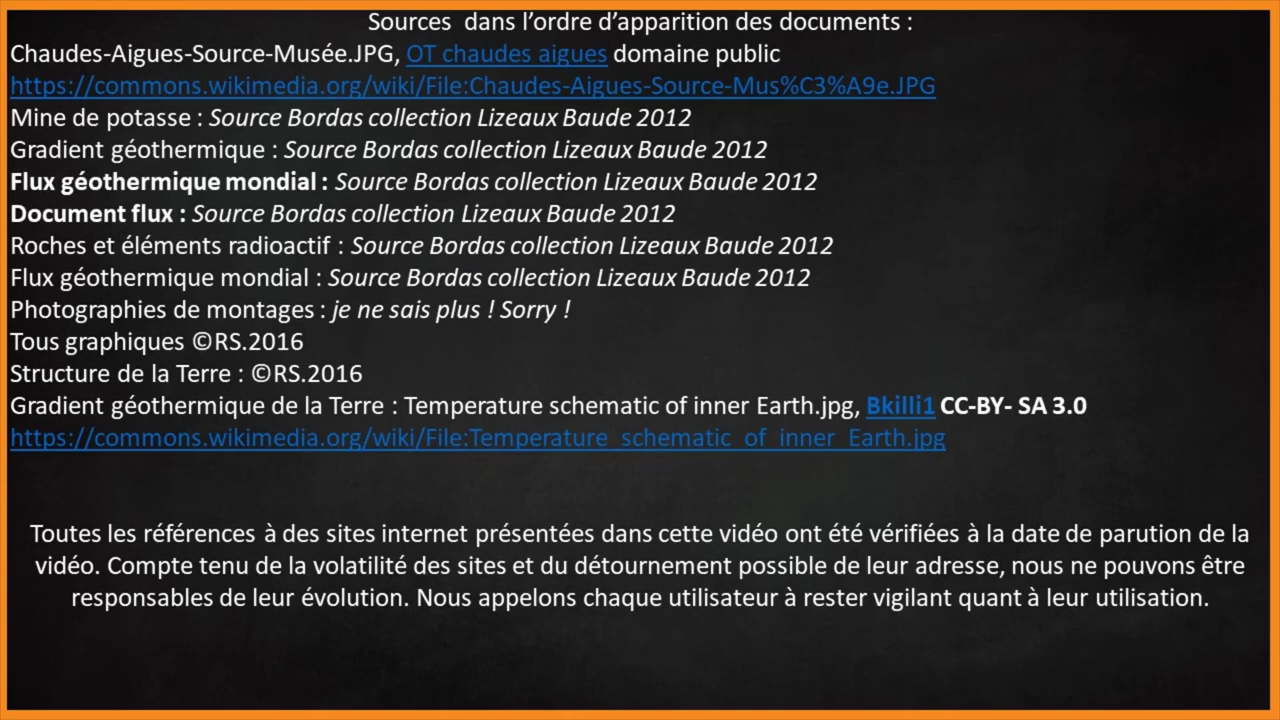 Sources dans l’ordre d’apparition des documents :
Chaudes-Aigues-Source-Musée.JPG, OT chaudes aigues domaine public
https://commons.wikimedia.org/wiki/File:Chaudes-Aigues-Source-Mus%C3%A9e.JPG
Mine de potasse : Source Bordas collection Lizeaux Baude 2012
Gradient géothermique : Source Bordas collection Lizeaux Baude 2012
Flux géothermique mondial : Source Bordas collection Lizeaux Baude 2012
Document flux : Source Bordas collection Lizeaux Baude 2012
Roches et éléments radioactif : Source Bordas collection Lizeaux Baude 2012
Flux géothermique mondial : Source Bordas collection Lizeaux Baude 2012
Photographies de montages : je ne sais plus ! Sorry !
Tous graphiques ©RS.2016
Structure de la Terre : ©RS.2016
Gradient géothermique de la Terre : Temperature schematic of inner Earth.jpg, Bkilli1 CC-BY- SA 3.0
https://commons.wikimedia.org/wiki/File:Temperature_schematic_of_inner_Earth.jpg
Toutes les références à des sites internet présentées dans cette vidéo ont été vérifiées à la date de parution de la
vidéo. Compte tenu de la volatilité des sites et du détournement possible de leur adresse, nous ne pouvons être
responsables de leur évolution. Nous appelons chaque utilisateur à rester vigilant quant à leur utilisation.